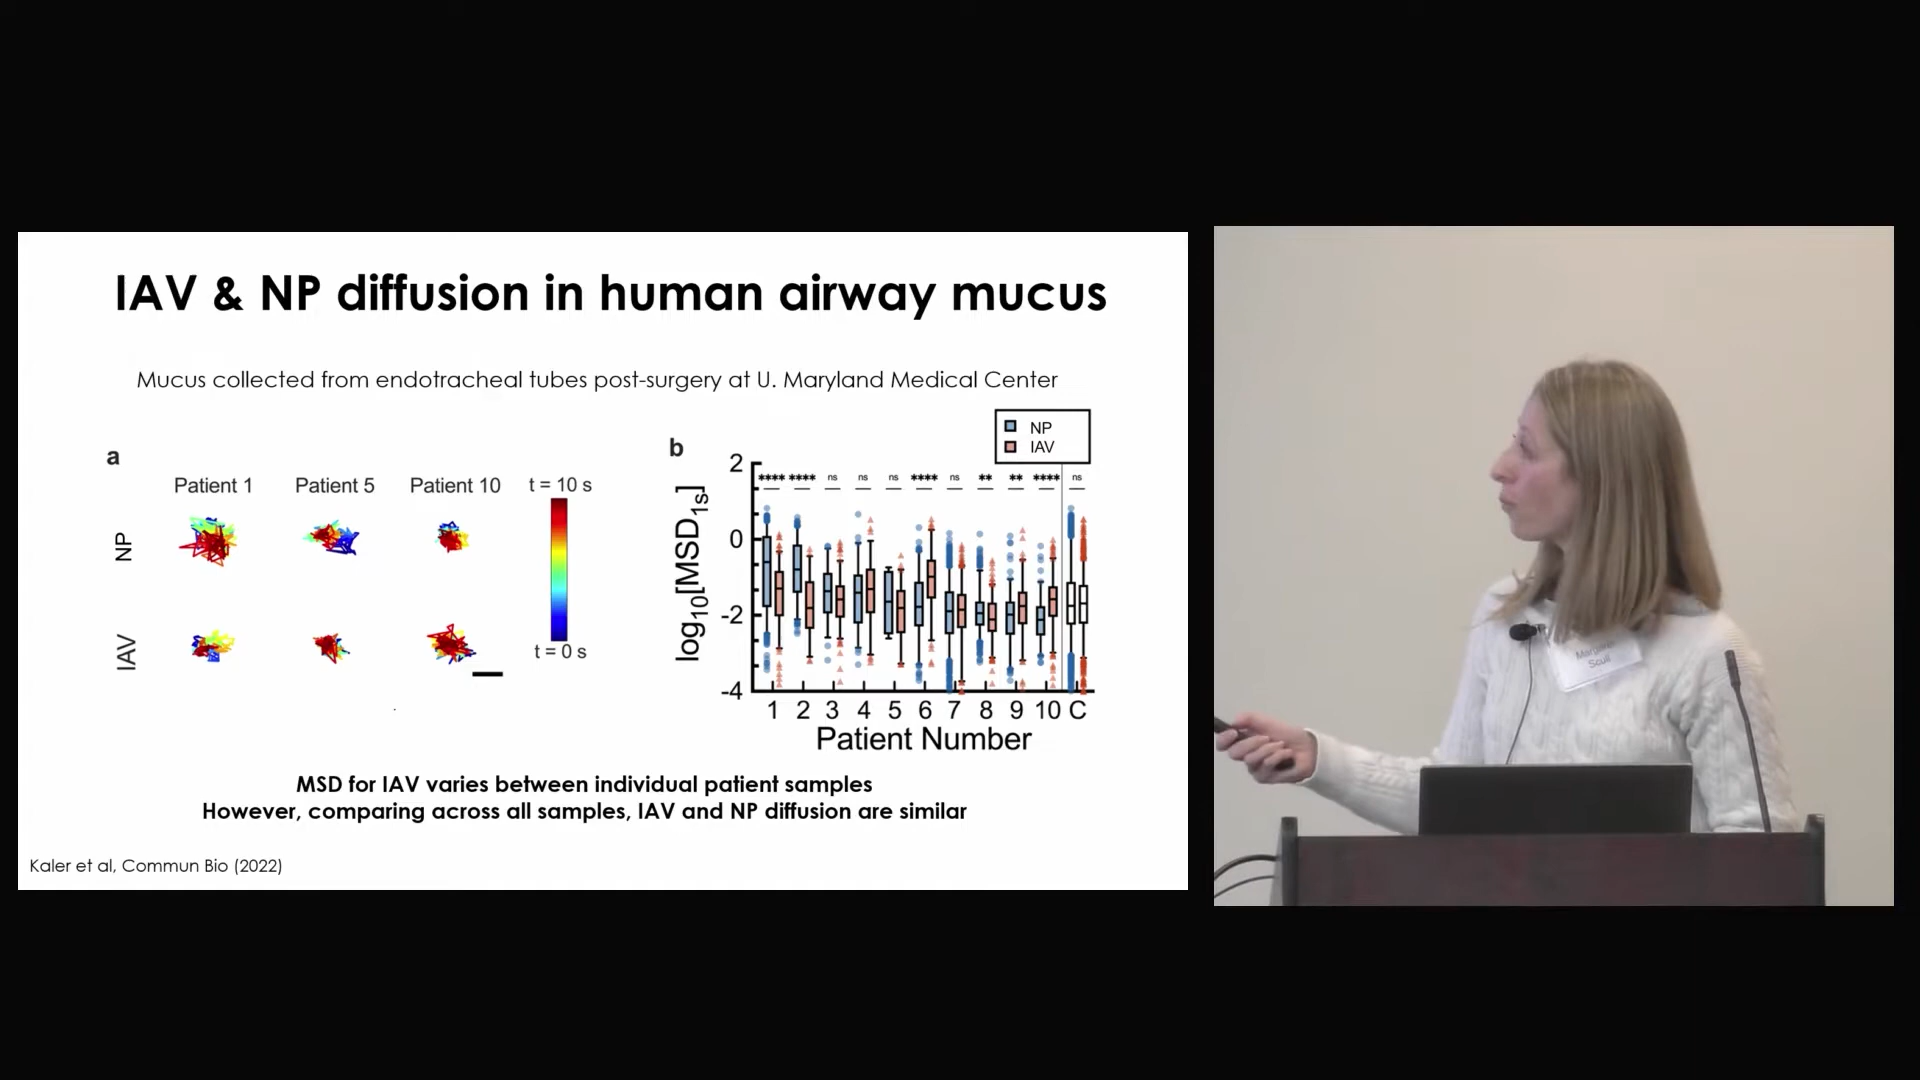 IAV & NP diffusion in human airway mucus
Mucus collected from endotracheal tubes post-surgery at U. Maryland Medical Center
a
Patient 1 Patient 5 Patient 10 t = 10 s
NP
IAV
t = 0 s
b
NP
IAV
log10[MSD1s]
2
0
-2
-4
**** **** ns ns ns **** ns ** ** **** ns
1 2 3 4 5 6 7 8 9 10 C
Patient Number
MSD for IAV varies between individual patient samples
However, comparing across all samples, IAV and NP diffusion are similar
Kaler et al, Commun Bio (2022)
Scull